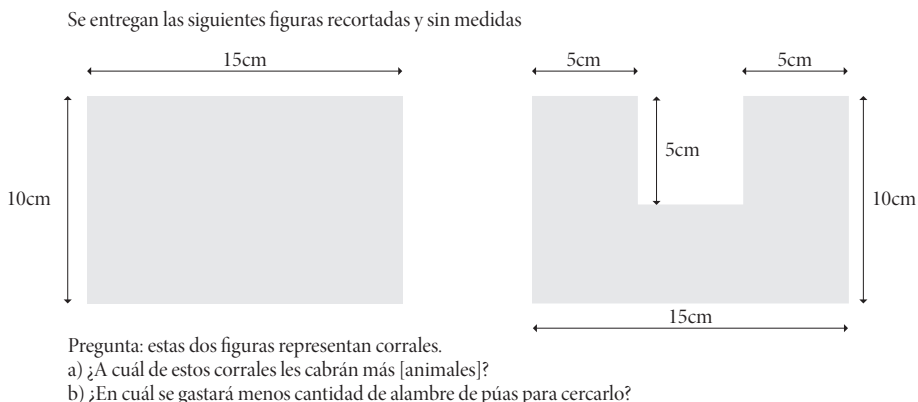 Se entregan las siguientes figuras recortadas y sin medidas
15cm
5cm
5cm
5cm
10cm
10cm
15cm
Pregunta: estas dos figuras representan corrales.
a) ¿A cuál de estos corrales les cabrán más [animales]?
b) ¿En cuál se gastará menos cantidad de alambre de púas para cercarlo?